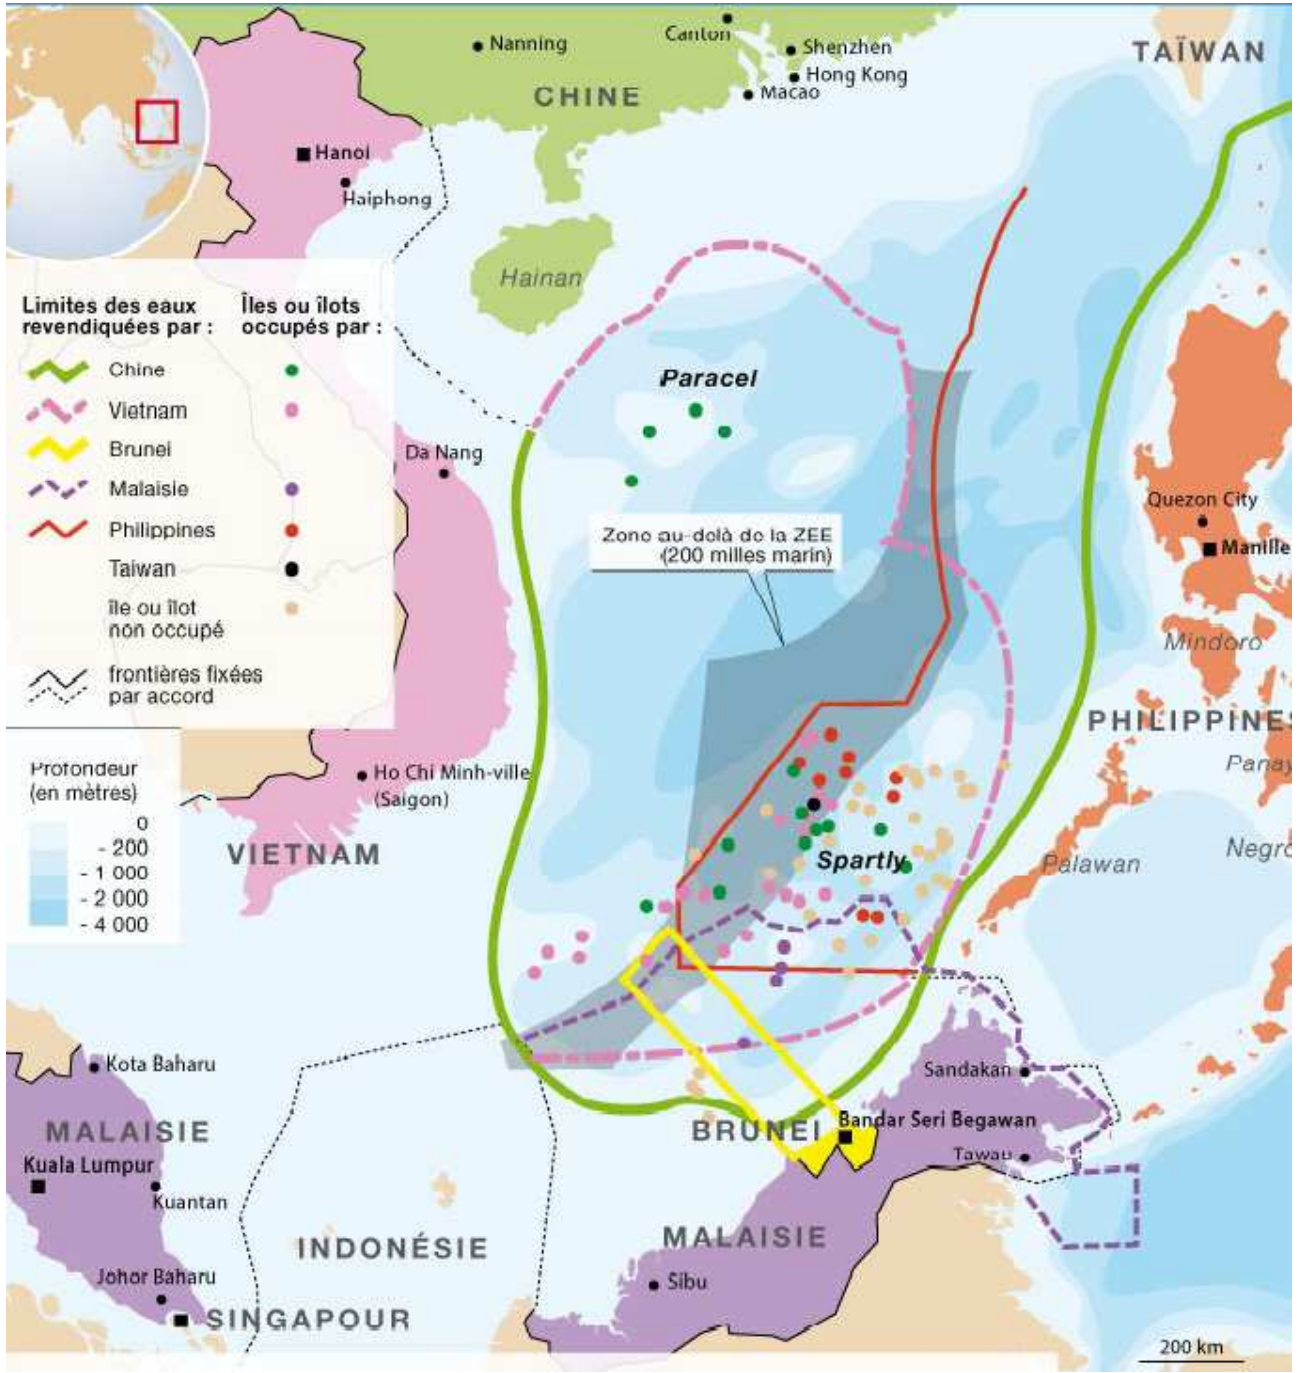 Canton
Nanning
Shenzhen
TAÏWAN
Hong Kong
CHINE
Macao
Hanoi
Haiphong
Hainan
Limites des eaux
revendiquées par :
Îles ou îlots
occupés par :
Chine
Vietnam
Brunei
Malaisie
Philippines
Taiwan
île ou îlot
non occupé
frontières fixées
par accord
Paracel
Da Nang
Quezon City
Zone au-delà de la ZEE
(200 milles marin)
Manille
Mindoro
PHILIPPINES
Panay
Profondeur
(en mètres)
0
- 200
- 1 000
- 2 000
- 4 000
Ho Chi Minh-ville
(Saigon)
VIETNAM
Spartly
Palawan
Negro
Kota Baharu
Sandakan
MALAISIE
BRUNEI
Bandar Seri Begawan
Kuala Lumpur
Tawau
Kuantan
MALAISIE
INDONÉSIE
Johor Baharu
Sibu
SINGAPOUR
200 km